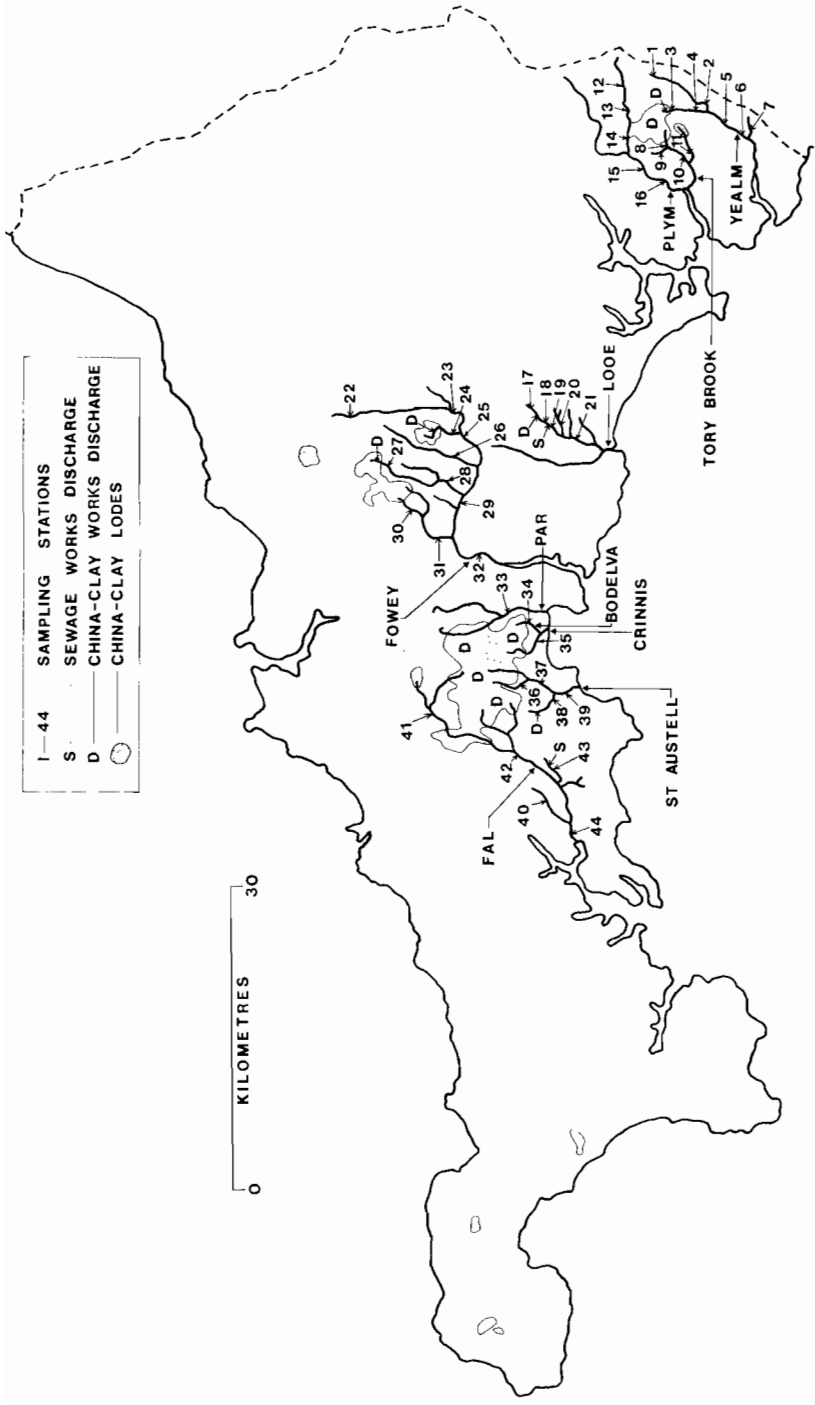 1—44 SAMPLING STATIONS
S SEWAGE WORKS DISCHARGE
D CHINA-CLAY WORKS DISCHARGE
CHINA-CLAY LODES
KILOMETRES
0
30
22
23
24
25
26
D
D
27
28
29
30
31
32
FOWEY
17
18
19
20
21
D
S
LOOE
12
13
14
15
16
D
D
8
9
10
11
1
2
3
4
5
6
7
PLYM
YEALM
TORY BROOK
33
34
35
PAR
BODELVA
CRINNIS
D
D
D
D
D
36
37
38
39
ST AUSTELL
41
42
43
S
40
44
FAL